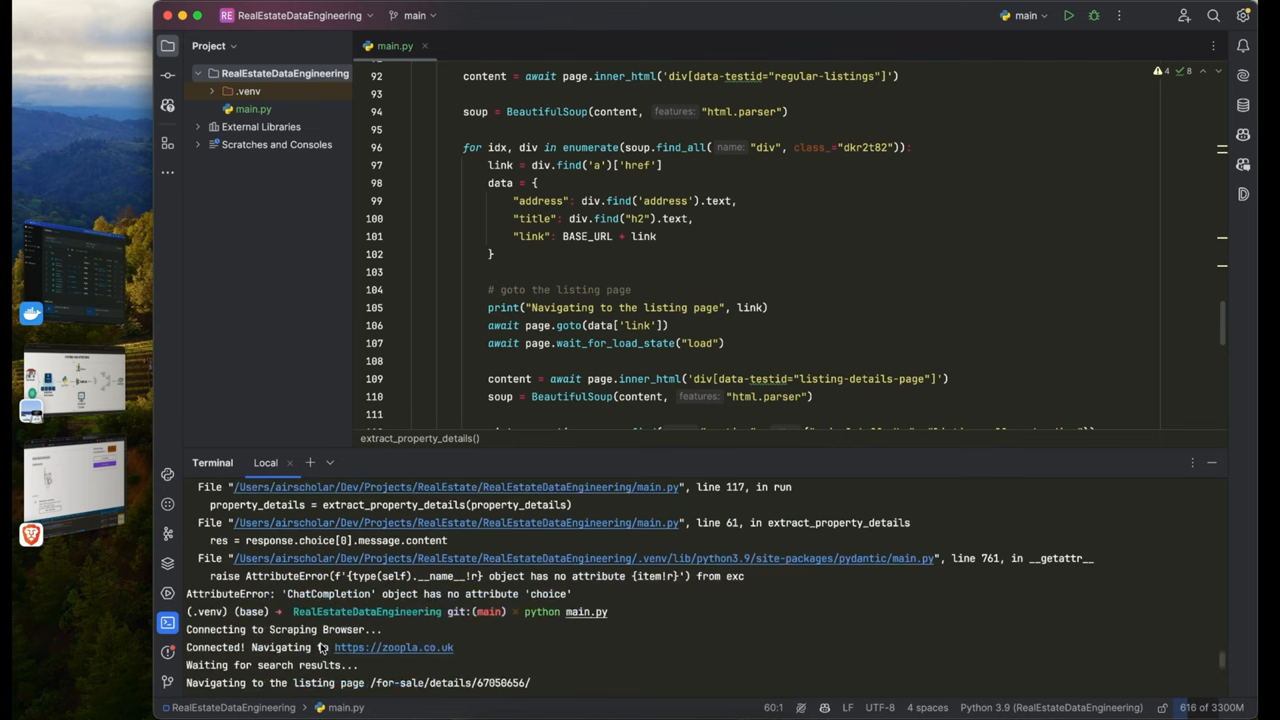 RE RealEstateDataEngineering main main
Project main.py
RealEstateDataEngineering
.venv
main.py
External Libraries
Scratches and Consoles
4 8
92 content = await page.inner_html('div[data-testid="regular-listings"]')
93
94 soup = BeautifulSoup(content, features: "html.parser")
95
96 for idx, div in enumerate(soup.find_all( name: "div", class_="dkr2t82")):
97 link = div.find('a')['href']
98 data = {
99 "address": div.find('address').text,
100 "title": div.find("h2").text,
101 "link": BASE_URL + link
102 }
103
104 # goto the listing page
105 print("Navigating to the listing page", link)
106 await page.goto(data['link'])
107 await page.wait_for_load_state("load")
108
109 content = await page.inner_html('div[data-testid="listing-details-page"]')
110 soup = BeautifulSoup(content, features: "html.parser")
111
extract_property_details()
Terminal Local
File "/Users/airscholar/Dev/Projects/RealEstate/RealEstateDataEngineering/main.py", line 117, in run
property_details = extract_property_details(property_details)
File "/Users/airscholar/Dev/Projects/RealEstate/RealEstateDataEngineering/main.py", line 61, in extract_property_details
res = response.choice[0].message.content
File "/Users/airscholar/Dev/Projects/RealEstate/RealEstateDataEngineering/.venv/lib/python3.9/site-packages/pydantic/main.py", line 761, in __getattr__
raise AttributeError(f'{type(self).__name__!r} object has no attribute {item!r}') from exc
AttributeError: 'ChatCompletion' object has no attribute 'choice'
(.venv) (base) → RealEstateDataEngineering git:(main) × python main.py
Connecting to Scraping Browser...
Connected! Navigating to https://zoopla.co.uk
Waiting for search results...
Navigating to the listing page /for-sale/details/67050656/
RealEstateDataEngineering main.py 60:1 LF UTF-8 4 spaces Python 3.9 (RealEstateDataEngineering) 616 of 3300M